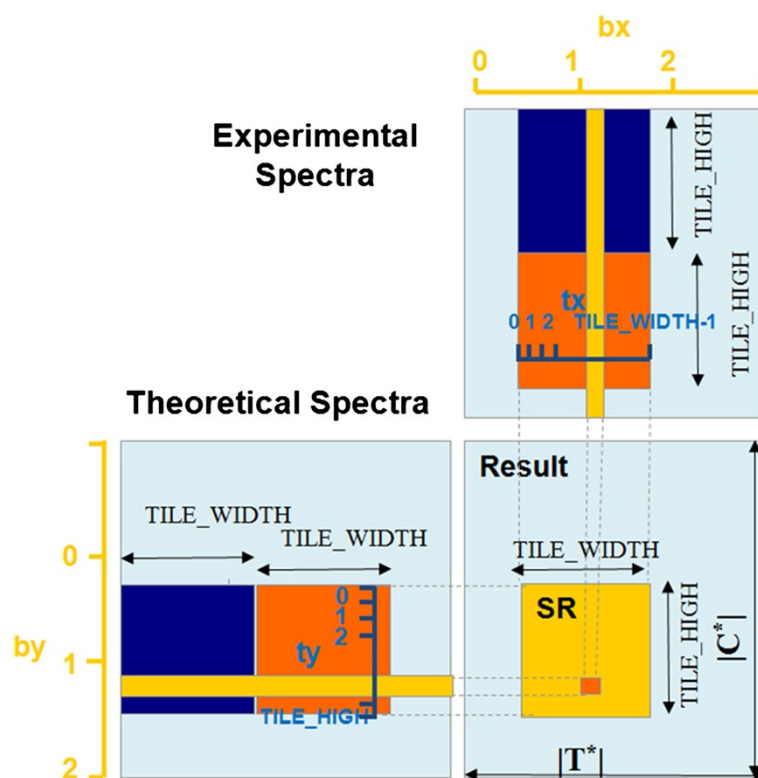 bx
0 1 2
Experimental
Spectra
TILE_HIGH
TILE_HIGH
tx
0 1 2 TILE_WIDTH-1
Theoretical Spectra
Result
TILE_WIDTH
TILE_WIDTH
TILE_WIDTH
0
0
1
2
SR
TILE_HIGH
|C*|
by
ty
1
TILE_HIGH
2
|T*|